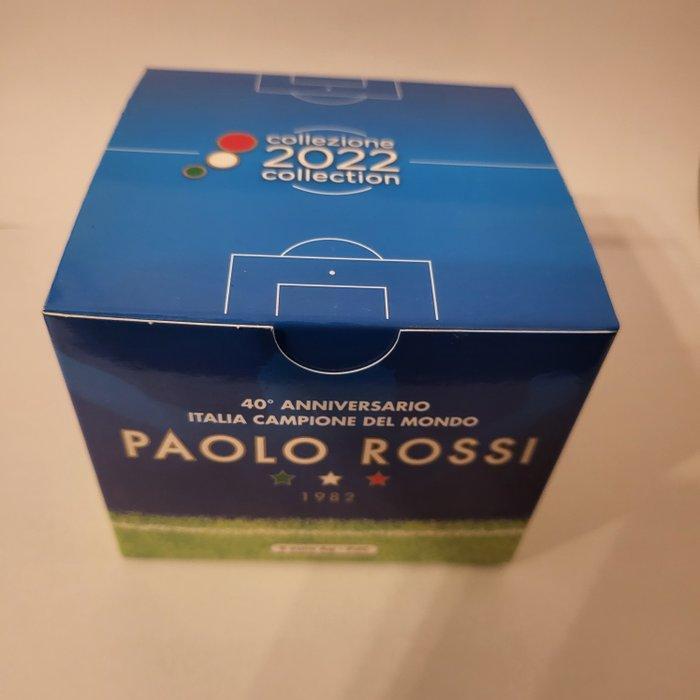 collezione
2022
collection
40° ANNIVERSARIO
ITALIA CAMPIONE DEL MONDO
PAOLO ROSSI
1982